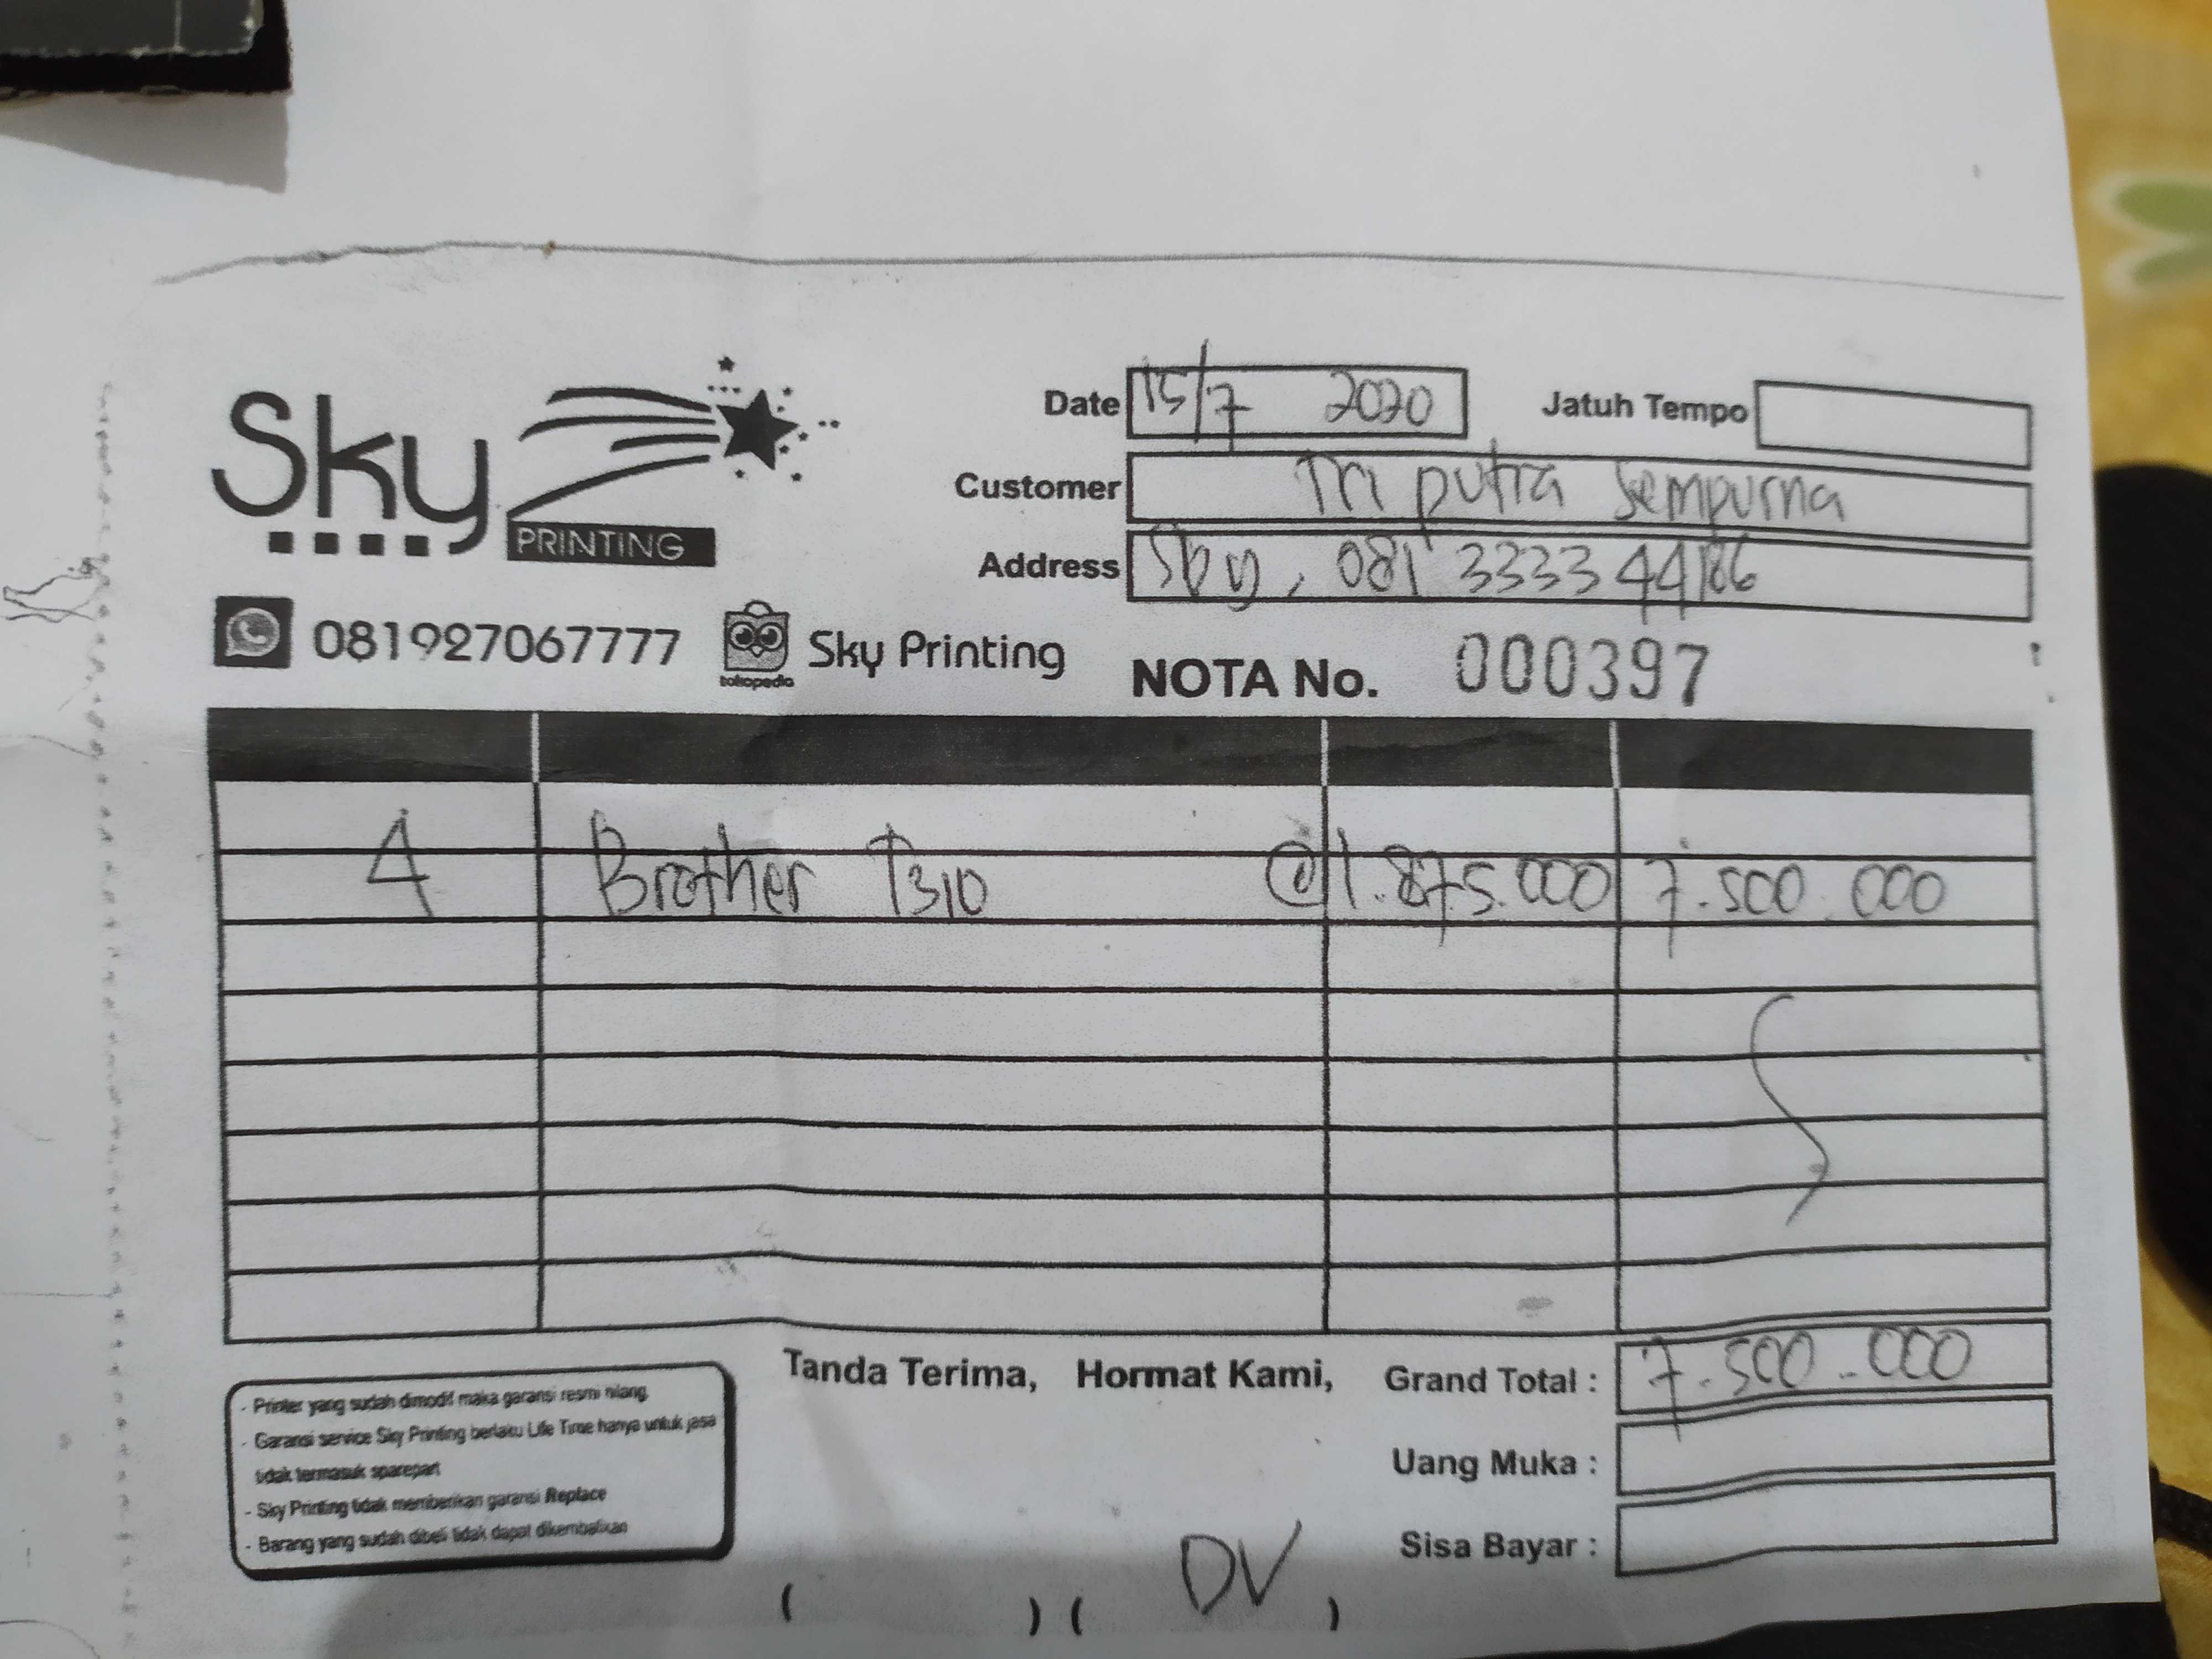 Sky
PRINTING
Date 15/7 2020 Jatuh Tempo
Customer Tri putra Sempurna
Address Sby, 081 3333 44186
081927067777 tokopedia Sky Printing NOTA No. 000397
4 Brother T310 @ 1.875.000 7.500.000
Tanda Terima, Hormat Kami, Grand Total : 7.500.000
Uang Muka :
Sisa Bayar :
- Printer yang sudah dimodif maka garansi resmi hilang
- Garansi service Sky Printing berlaku Life Time hanya untuk jasa
tidak termasuk sparepart
- Sky Printing tidak memberikan garansi Replace
- Barang yang sudah dibeli tidak dapat dikembalikan
( ) ( DV )